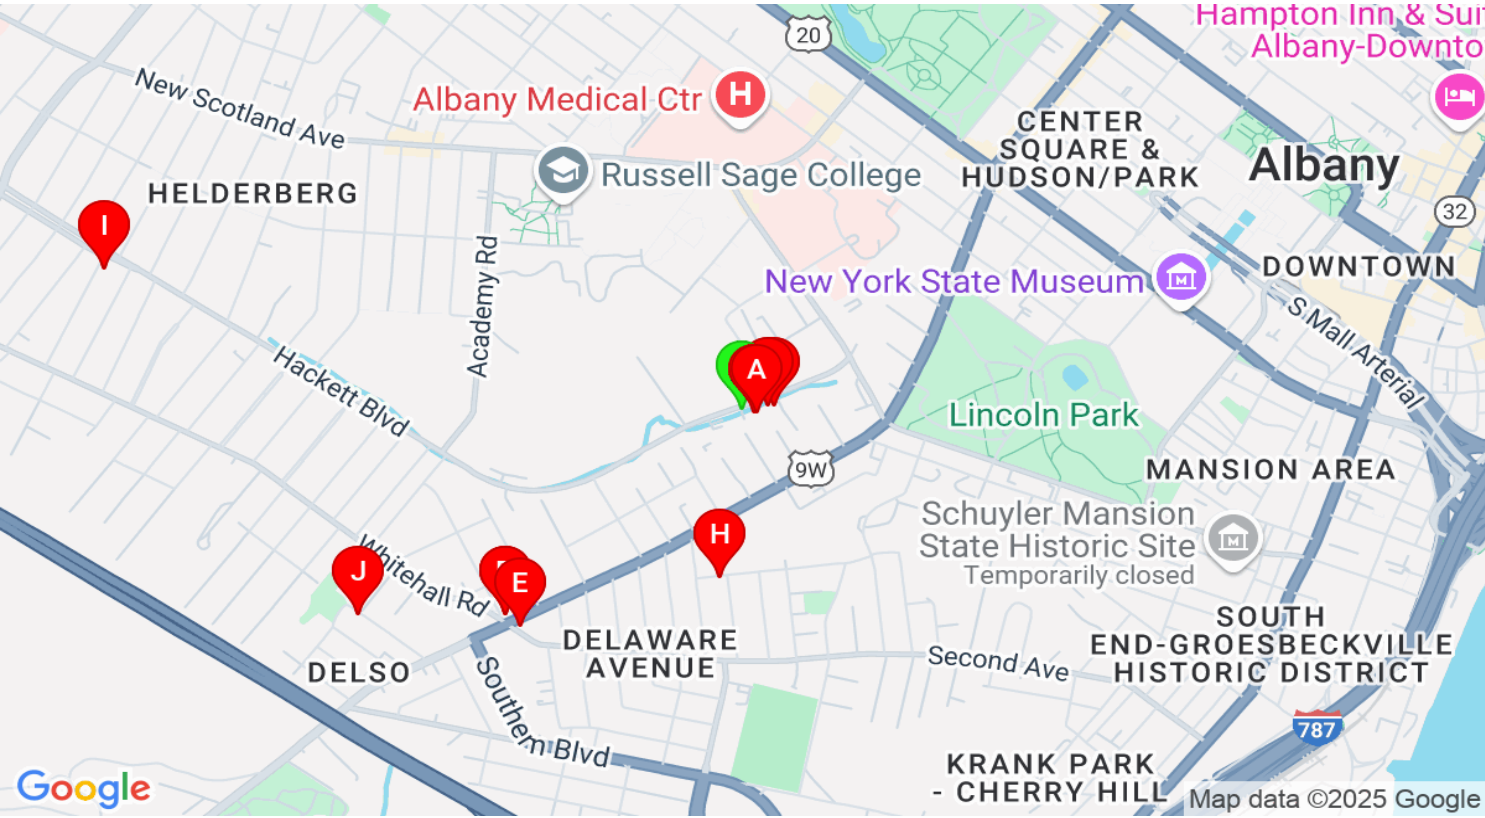 Hampton Inn & Sui
Albany-Downto
20
New Scotland Ave
Albany Medical Ctr
H
CENTER
SQUARE &
HUDSON/PARK
Albany
Russell Sage College
HELDERBERG
32
I
Academy Rd
New York State Museum
M
DOWNTOWN
S Mall Arterial
Hackett Blvd
A
Lincoln Park
9W
MANSION AREA
H
Schuyler Mansion
State Historic Site
Temporarily closed
M
J
Whitehall Rd
E
DELAWARE
AVENUE
SOUTH
END-GROESBECKVILLE
HISTORIC DISTRICT
DELSO
Second Ave
Southern Blvd
787
KRANK PARK
- CHERRY HILL
Google
Map data ©2025 Google